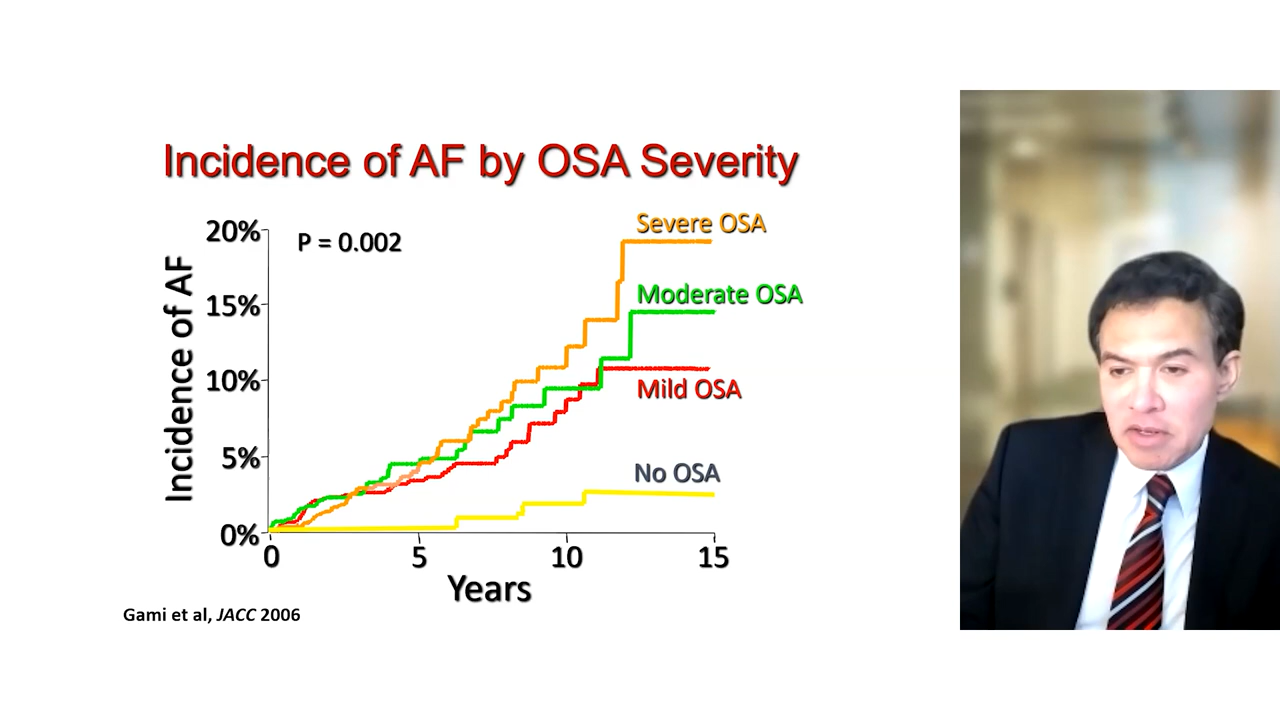 Incidence of AF by OSA Severity
20%
15%
10%
5%
0%
Incidence of AF
P = 0.002
Severe OSA
Moderate OSA
Mild OSA
No OSA
0 5 10 15
Years
Gami et al, JACC 2006